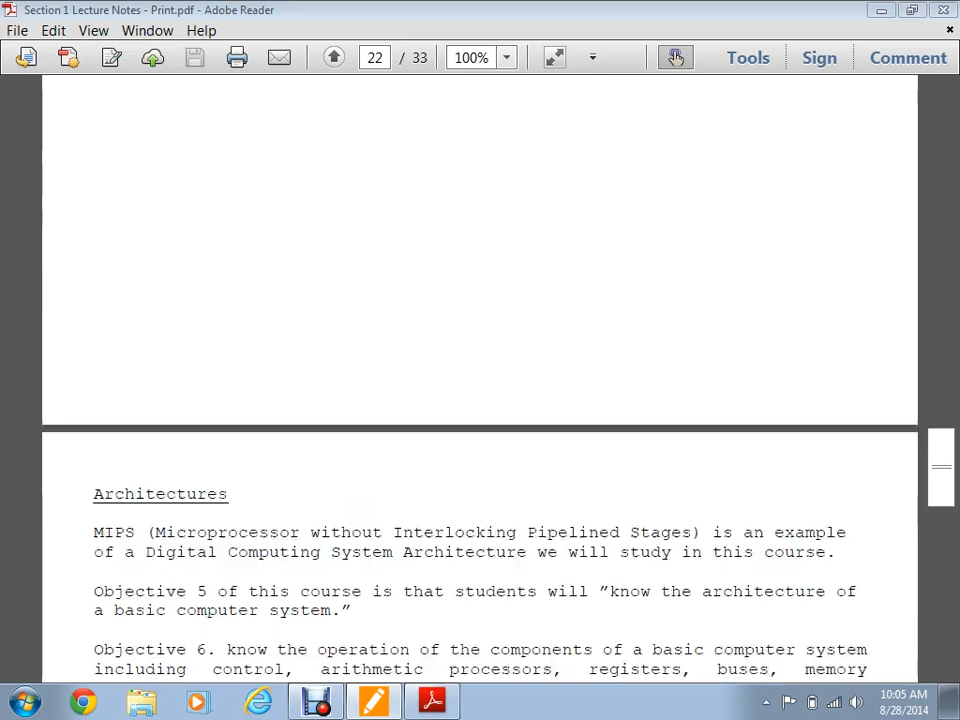 Section 1 Lecture Notes - Print.pdf - Adobe Reader
File Edit View Window Help
22 / 33 100% Tools Sign Comment
Architectures
MIPS (Microprocessor without Interlocking Pipelined Stages) is an example
of a Digital Computing System Architecture we will study in this course.
Objective 5 of this course is that students will ”know the architecture of
a basic computer system.”
Objective 6. know the operation of the components of a basic computer system
including control, arithmetic processors, registers, buses, memory
10:05 AM
8/28/2014